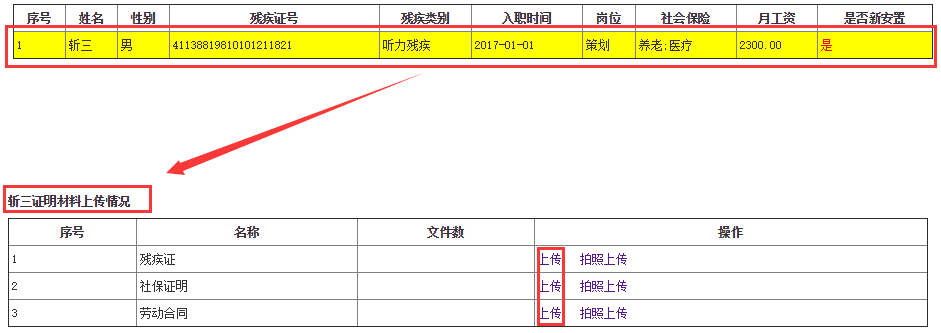 序号 姓名 性别 残疾证号 残疾类别 入职时间 岗位 社会保险 月工资 是否新安置
1 斩三 男 41138819810101211821 听力残疾 2017-01-01 策划 养老;医疗 2300.00 是
斩三证明材料上传情况
序号 名称 文件数 操作
1 残疾证 上传 拍照上传
2 社保证明 上传 拍照上传
3 劳动合同 上传 拍照上传